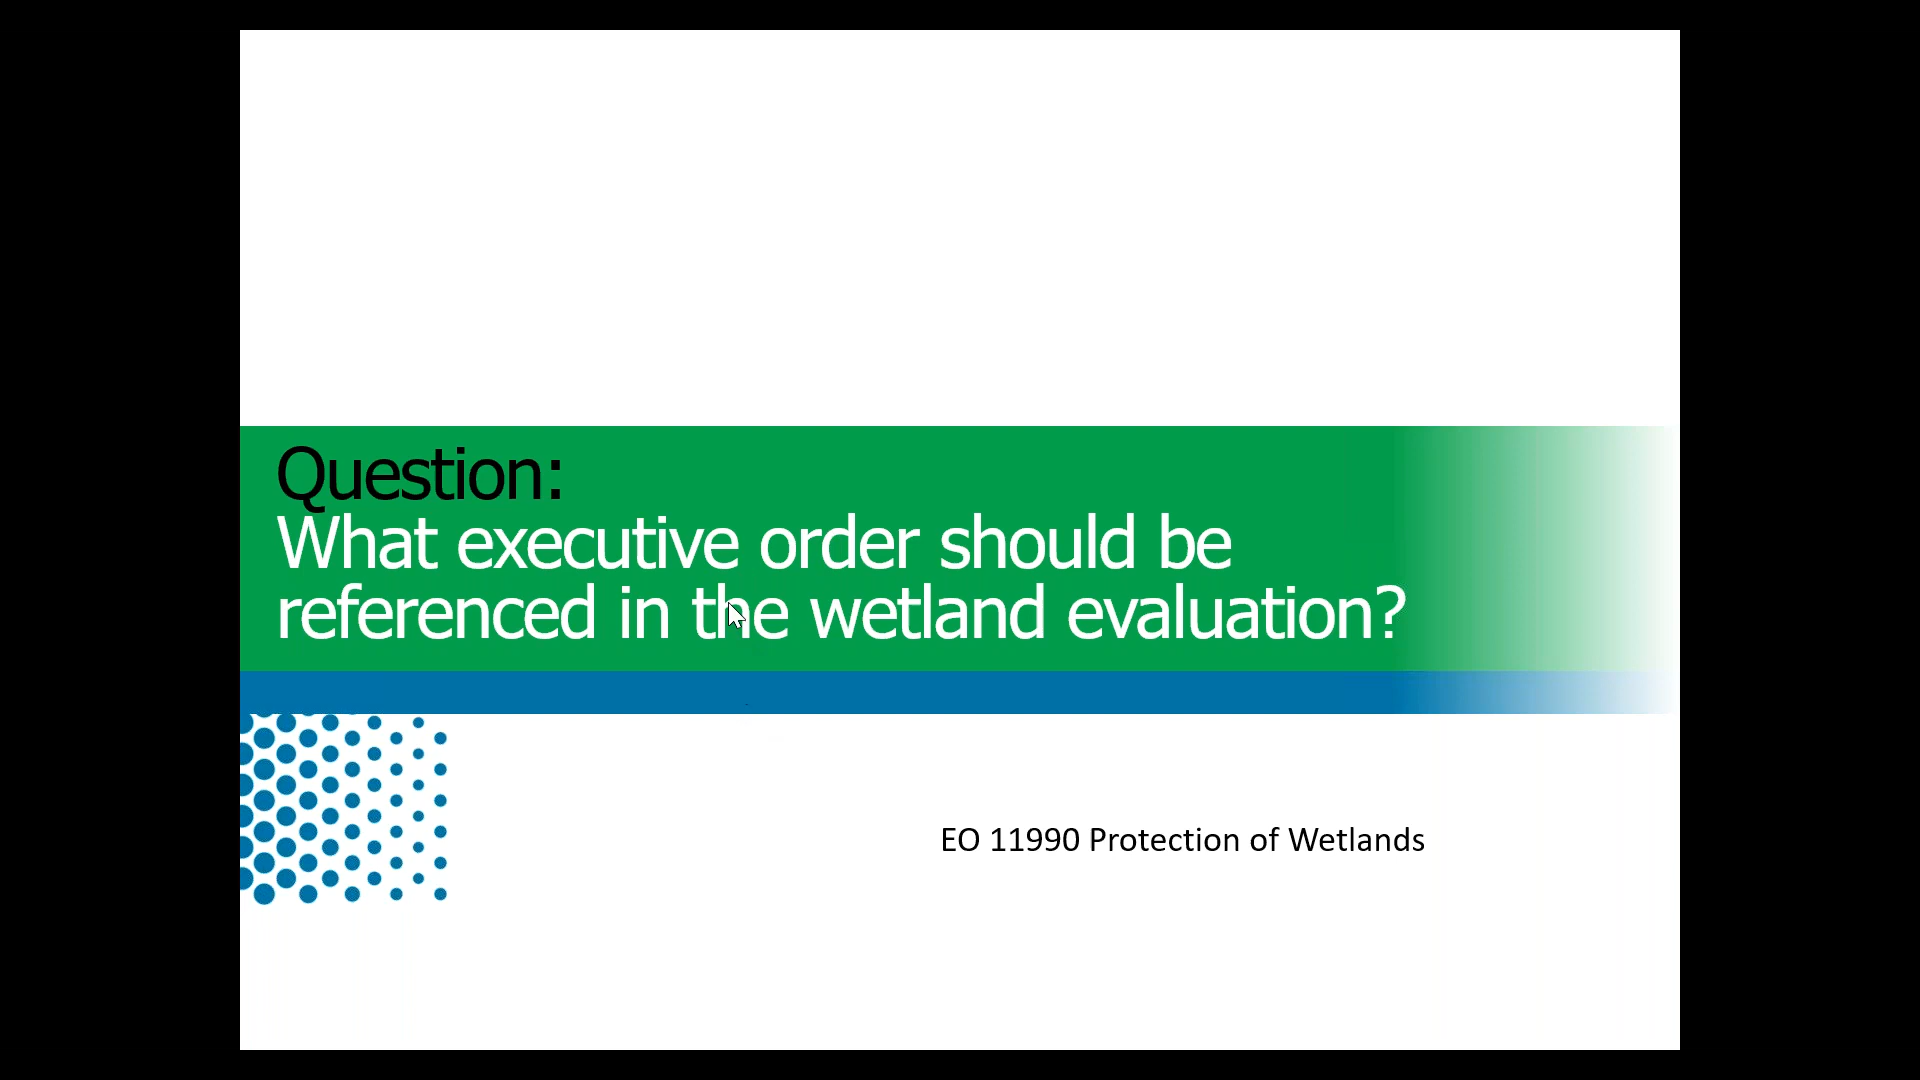 Question:
What executive order should be
referenced in the wetland evaluation?
EO 11990 Protection of Wetlands